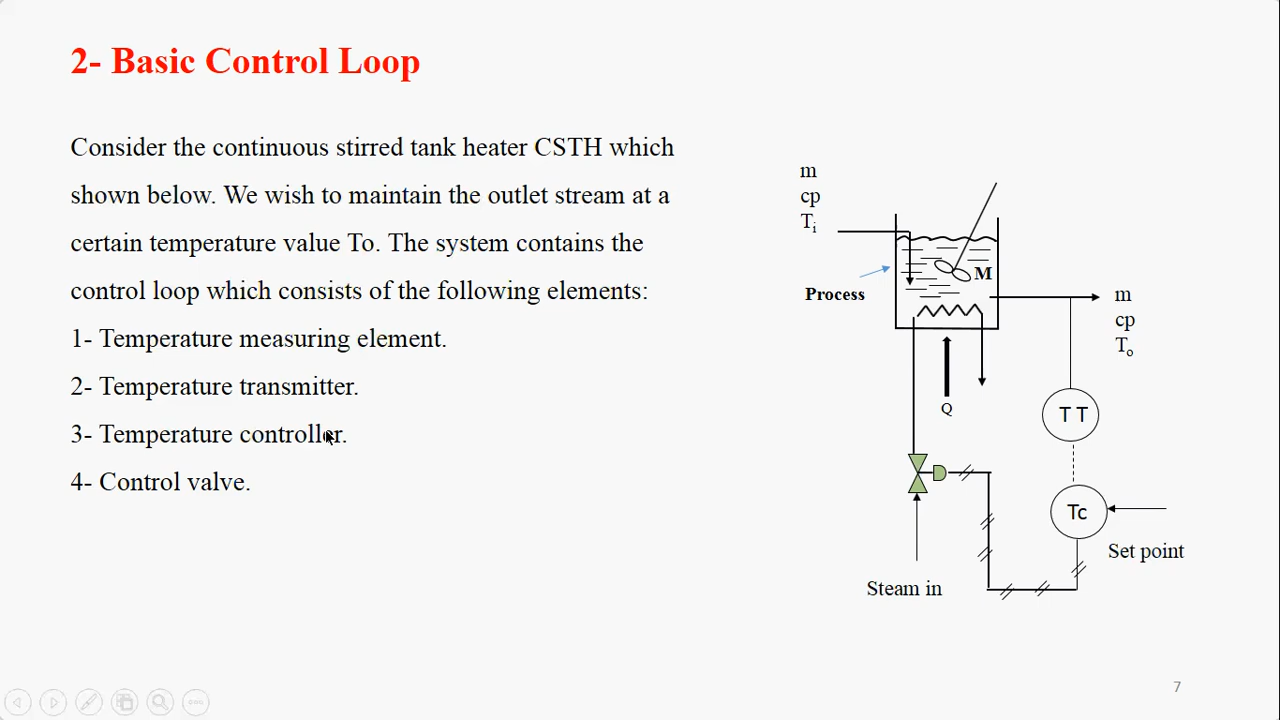 2- Basic Control Loop
Consider the continuous stirred tank heater CSTH which
shown below. We wish to maintain the outlet stream at a
certain temperature value To. The system contains the
control loop which consists of the following elements:
1- Temperature measuring element.
2- Temperature transmitter.
3- Temperature controller.
4- Control valve.
m
cp
Ti
M
Process
m
cp
To
Q
T T
Tc
Set point
Steam in
7